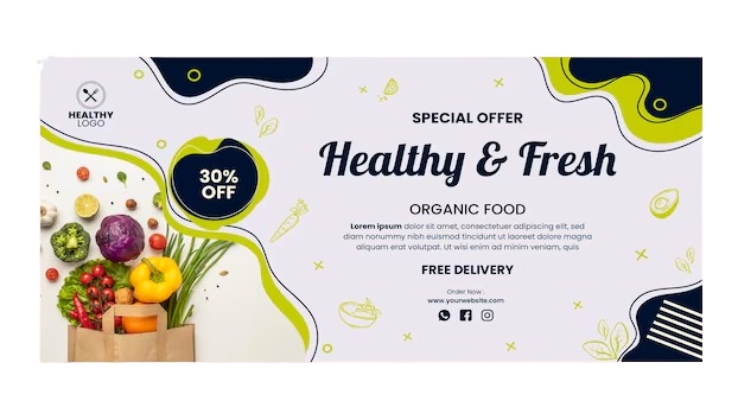 HEALTHY
LOGO
30%
OFF
SPECIAL OFFER
Healthy & Fresh
ORGANIC FOOD
Lorem ipsum dolor sit amet, consectetuer adipiscing elit, sed
diam nonummy nibh euismod tincidunt ut laoreet dolore magna
aliquam erat volutpat. Ut wisi enim ad minim veniam, quis
FREE DELIVERY
Order Now :
www.yourwebsite.com